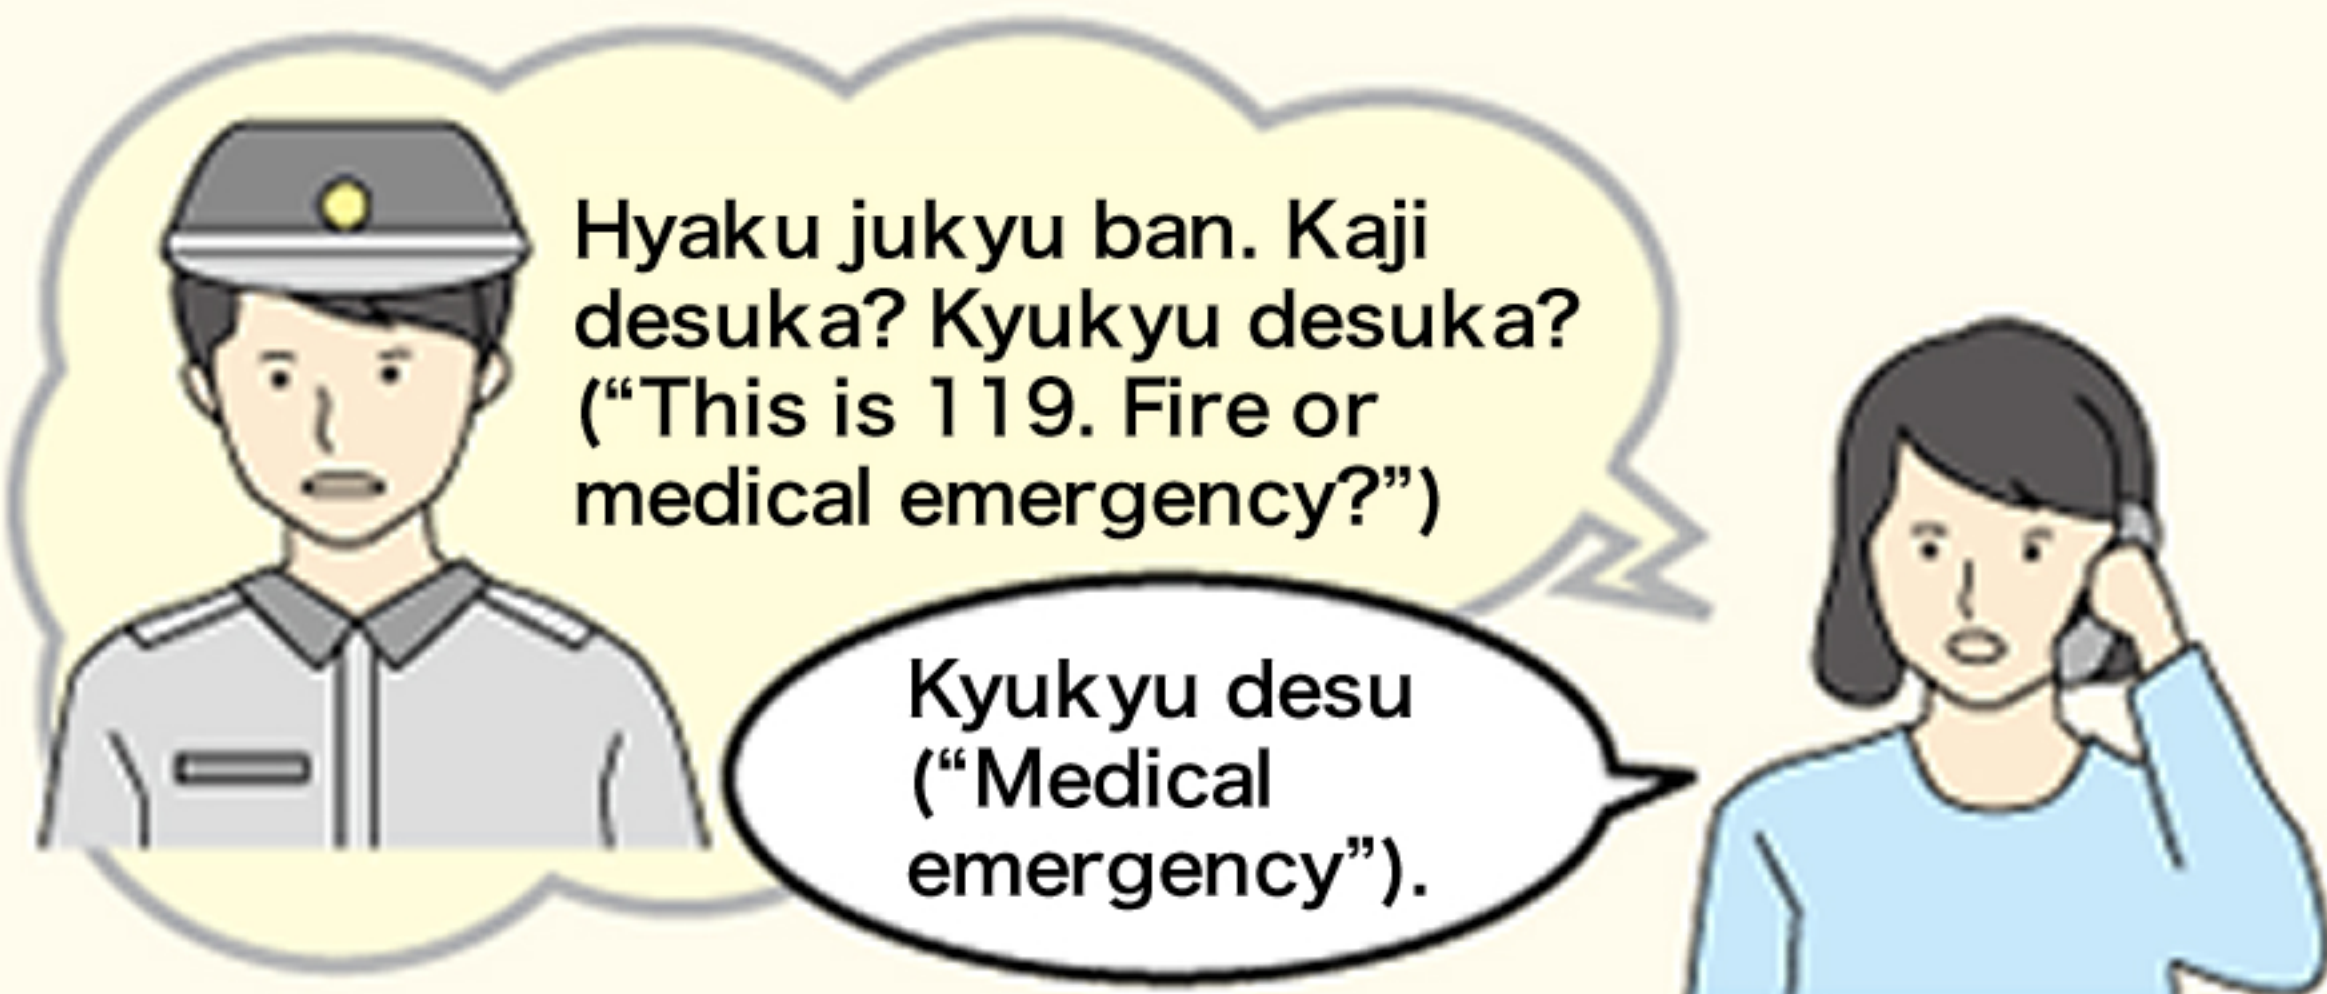 Hyaku jukyu ban. Kaji
desuka? Kyukyu desuka?
(“This is 119. Fire or
medical emergency?”)
Kyukyu desu
(“Medical
emergency”).